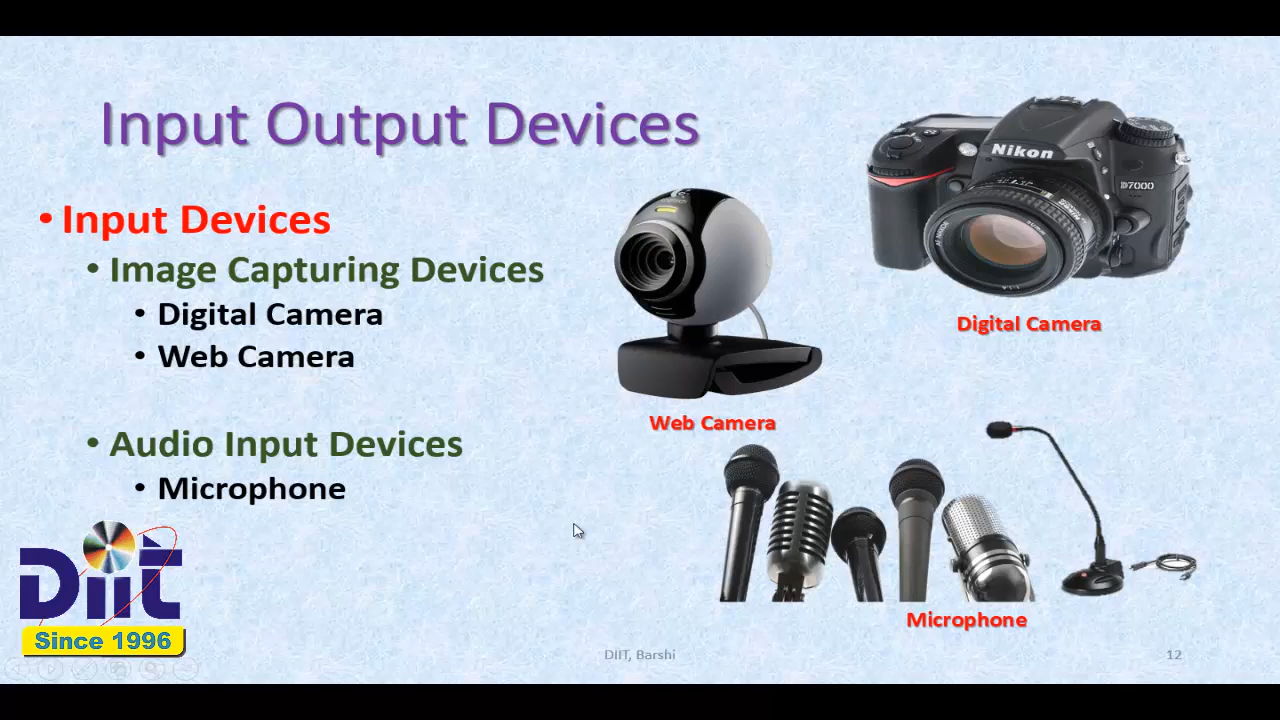 Input Output Devices
• Input Devices
• Image Capturing Devices
• Digital Camera
• Web Camera
• Audio Input Devices
• Microphone
Nikon
D7000
Digital Camera
Web Camera
Microphone
DiiT
Since 1996
DIIT, Barshi
12